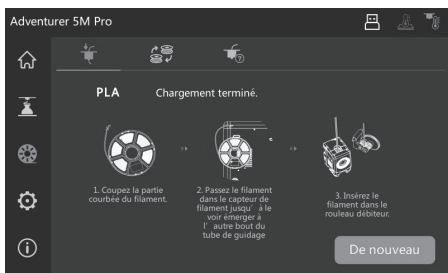 Adventurer 5M Pro
PLA
Chargement terminé.
1. Coupez la partie
courbée du filament.
2. Passez le filament
dans le capteur de
filament jusqu' à le
voir émerger à
l' autre bout du
tube de guidage
3. Insérez le
filament dans le
rouleau débiteur.
De nouveau